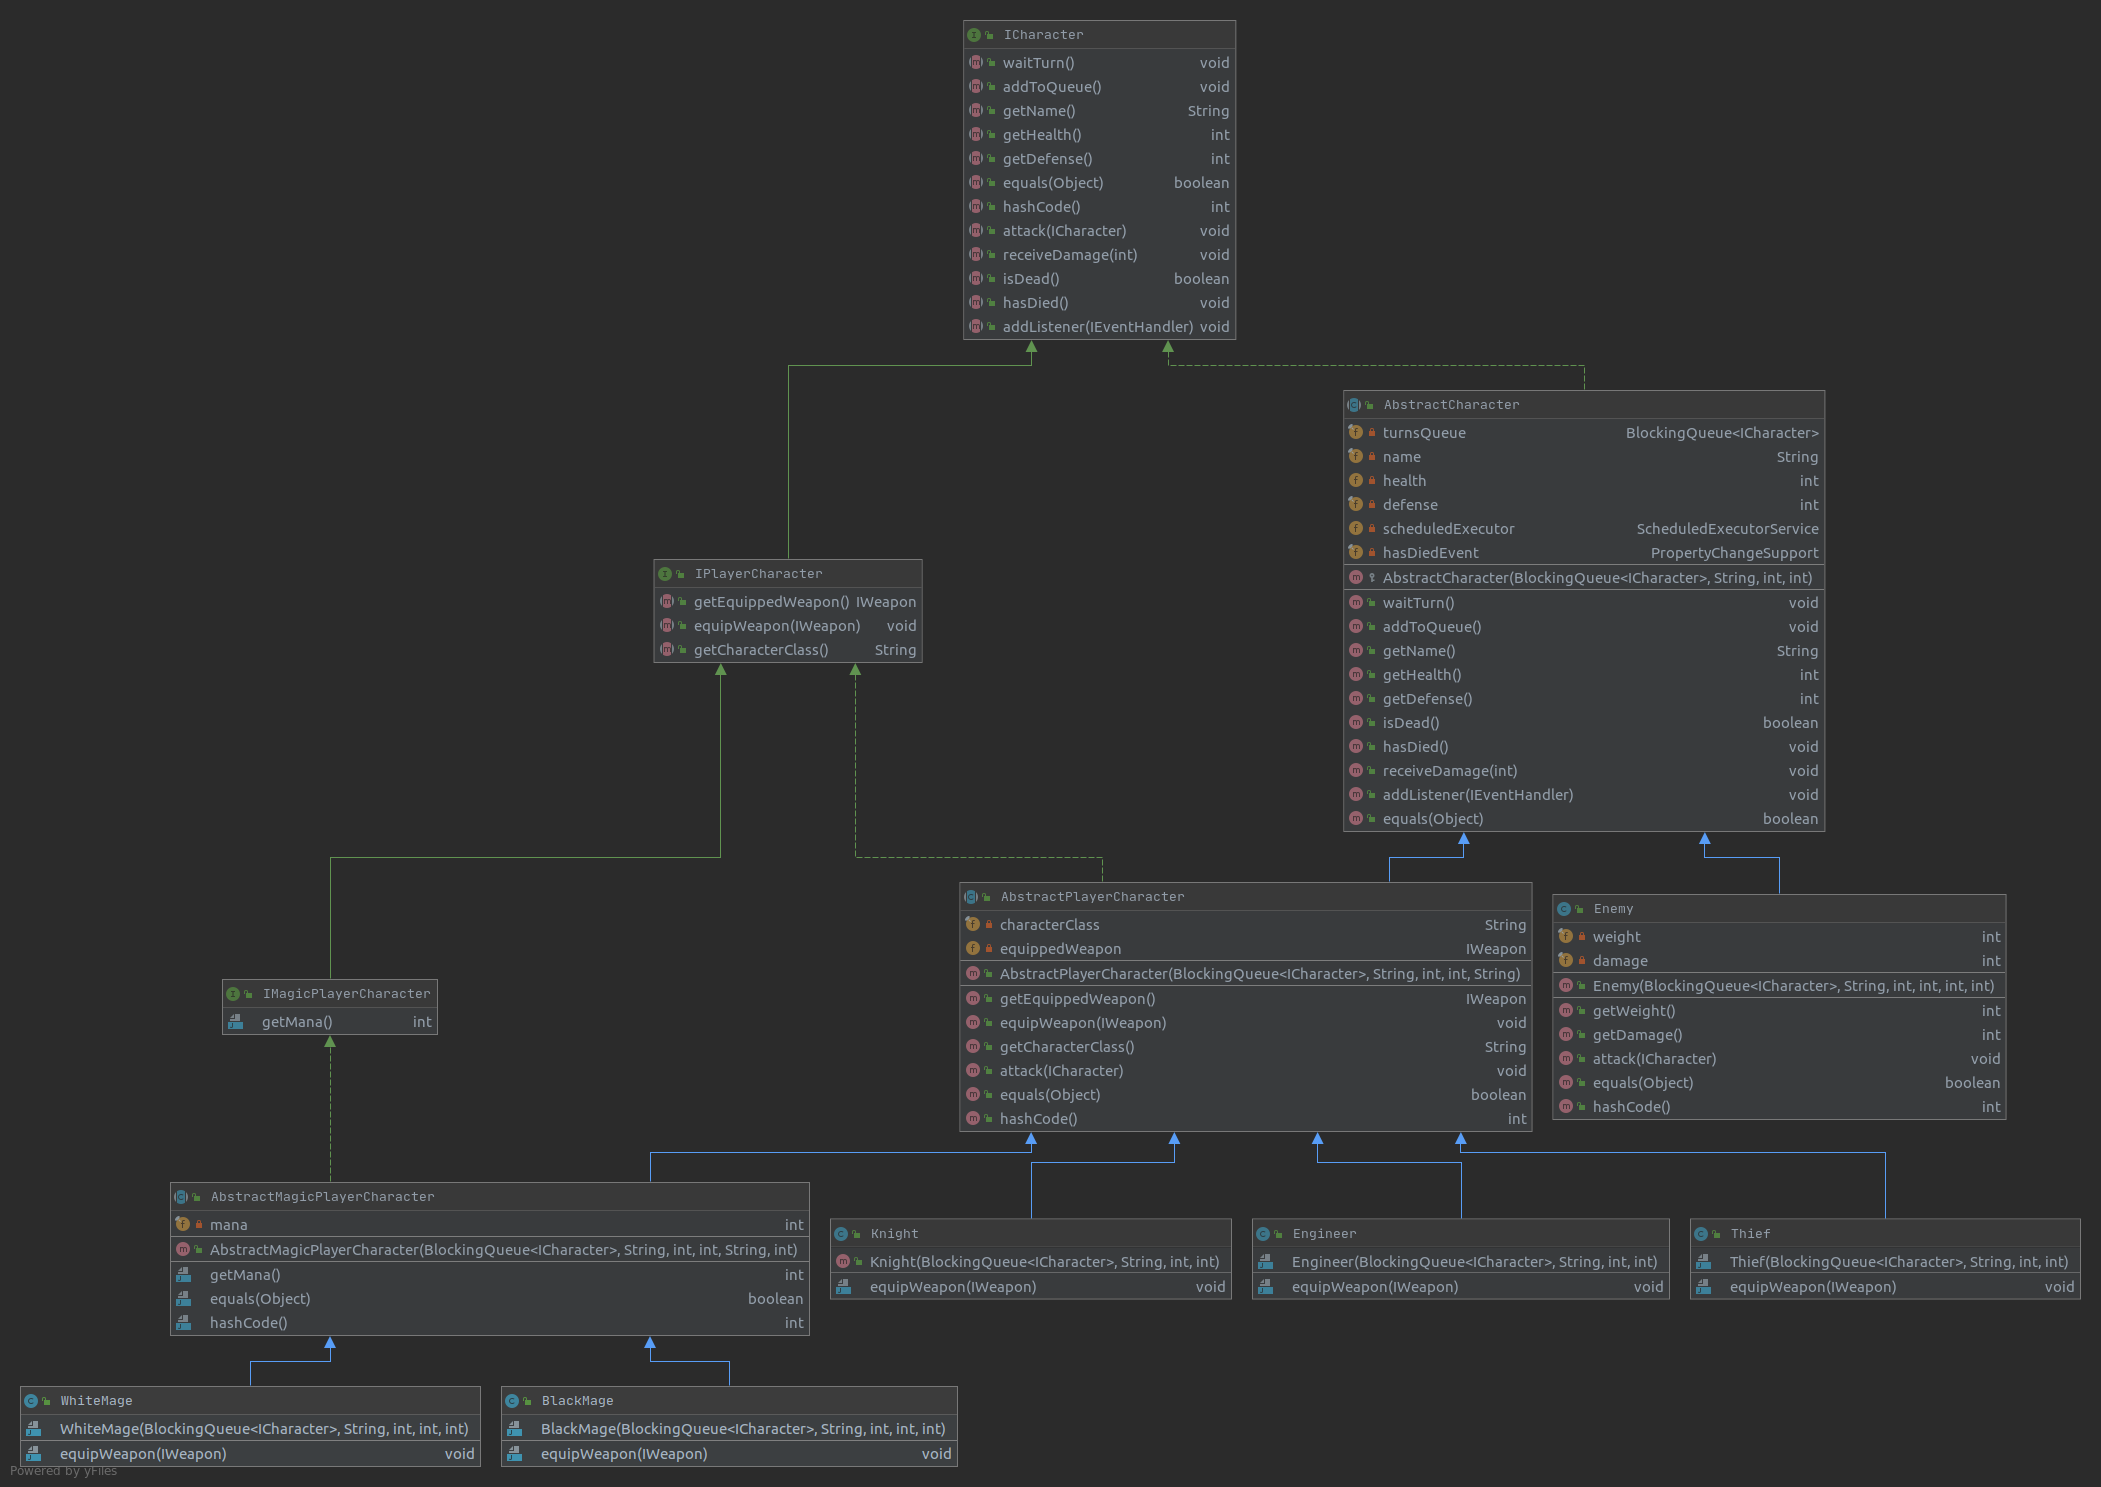 ICharacter
waitTurn() void
addToQueue() void
getName() String
getHealth() int
getDefense() int
equals(Object) boolean
hashCode() int
attack(ICharacter) void
receiveDamage(int) void
isDead() boolean
hasDied() void
addListener(IEventHandler) void
AbstractCharacter
turnsQueue BlockingQueue<ICharacter>
name String
health int
defense int
scheduledExecutor ScheduledExecutorService
hasDiedEvent PropertyChangeSupport
AbstractCharacter(BlockingQueue<ICharacter>, String, int, int)
waitTurn() void
addToQueue() void
getName() String
getHealth() int
getDefense() int
isDead() boolean
hasDied() void
receiveDamage(int) void
addListener(IEventHandler) void
equals(Object) boolean
IPlayerCharacter
getEquippedWeapon() IWeapon
equipWeapon(IWeapon) void
getCharacterClass() String
AbstractPlayerCharacter
characterClass String
equippedWeapon IWeapon
AbstractPlayerCharacter(BlockingQueue<ICharacter>, String, int, int, String)
getEquippedWeapon() IWeapon
equipWeapon(IWeapon) void
getCharacterClass() String
attack(ICharacter) void
equals(Object) boolean
hashCode() int
Enemy
weight int
damage int
Enemy(BlockingQueue<ICharacter>, String, int, int, int, int)
getWeight() int
getDamage() int
attack(ICharacter) void
equals(Object) boolean
hashCode() int
IMagicPlayerCharacter
getMana() int
AbstractMagicPlayerCharacter
mana int
AbstractMagicPlayerCharacter(BlockingQueue<ICharacter>, String, int, int, String, int)
getMana() int
equals(Object) boolean
hashCode() int
Knight
Knight(BlockingQueue<ICharacter>, String, int, int)
equipWeapon(IWeapon) void
Engineer
Engineer(BlockingQueue<ICharacter>, String, int, int)
equipWeapon(IWeapon) void
Thief
Thief(BlockingQueue<ICharacter>, String, int, int)
equipWeapon(IWeapon) void
WhiteMage
WhiteMage(BlockingQueue<ICharacter>, String, int, int, int)
equipWeapon(IWeapon) void
BlackMage
BlackMage(BlockingQueue<ICharacter>, String, int, int, int)
equipWeapon(IWeapon) void
Powered by yFiles